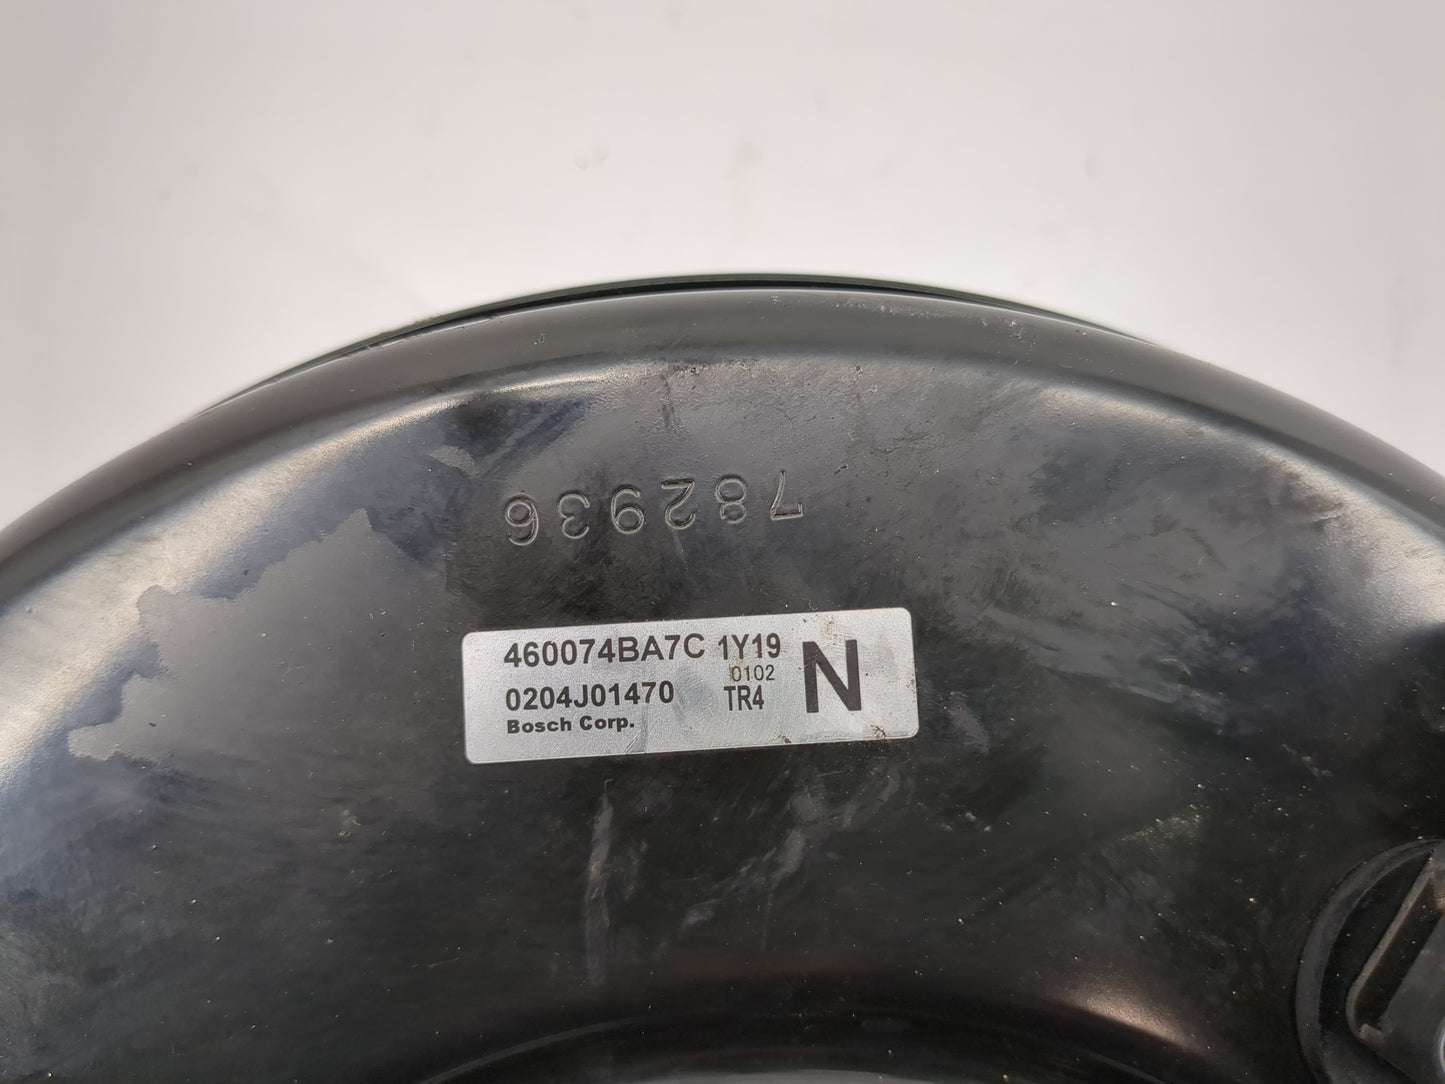 782936
460074BA7C 1Y19
0102
0204J01470 TR4
Bosch Corp.
N